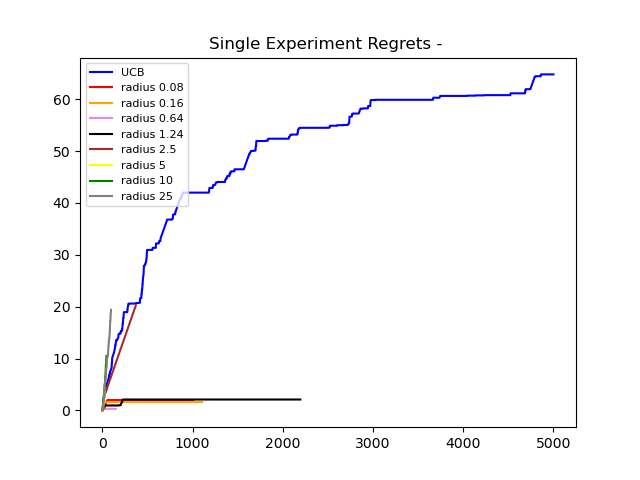 Single Experiment Regrets -
UCB
radius 0.08
radius 0.16
radius 0.64
radius 1.24
radius 2.5
radius 5
radius 10
radius 25
60
50
40
30
20
10
0
0 1000 2000 3000 4000 5000